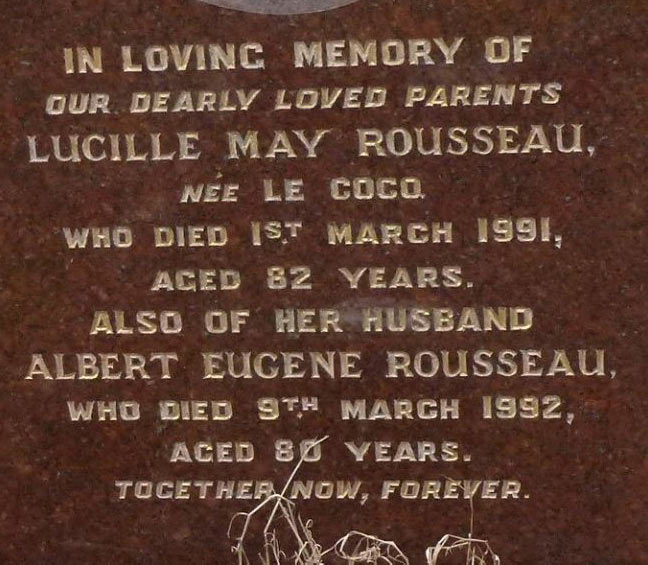 IN LOVING MEMORY OF
OUR DEARLY LOVED PARENTS
LUCILLE MAY ROUSSEAU,
NÉE LE COCQ
WHO DIED 1ST MARCH 1991,
AGED 82 YEARS.
ALSO OF HER HUSBAND
ALBERT EUGENE ROUSSEAU,
WHO DIED 9TH MARCH 1992,
AGED 80 YEARS.
TOGETHER NOW, FOREVER.